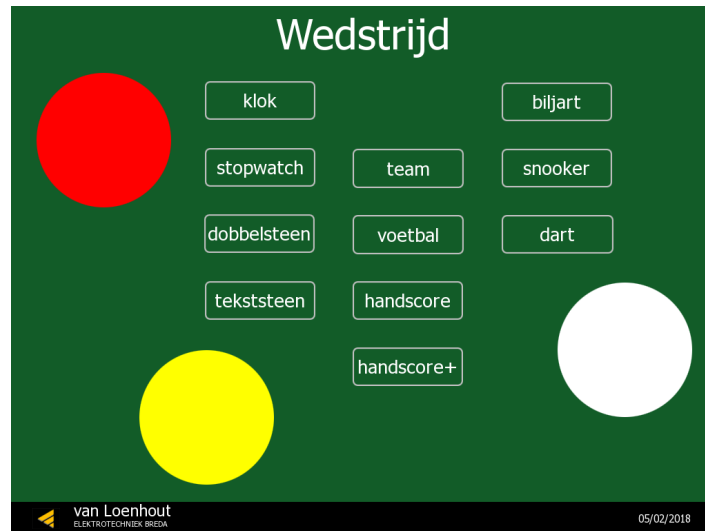 Wedstrijd
klok
biljart
stopwatch
team
snooker
dobbelsteen
voetbal
dart
tekststeen
handscore
handscore+
van Loenhout
ELEKTROTECHNIEK BREDA
05/02/2018